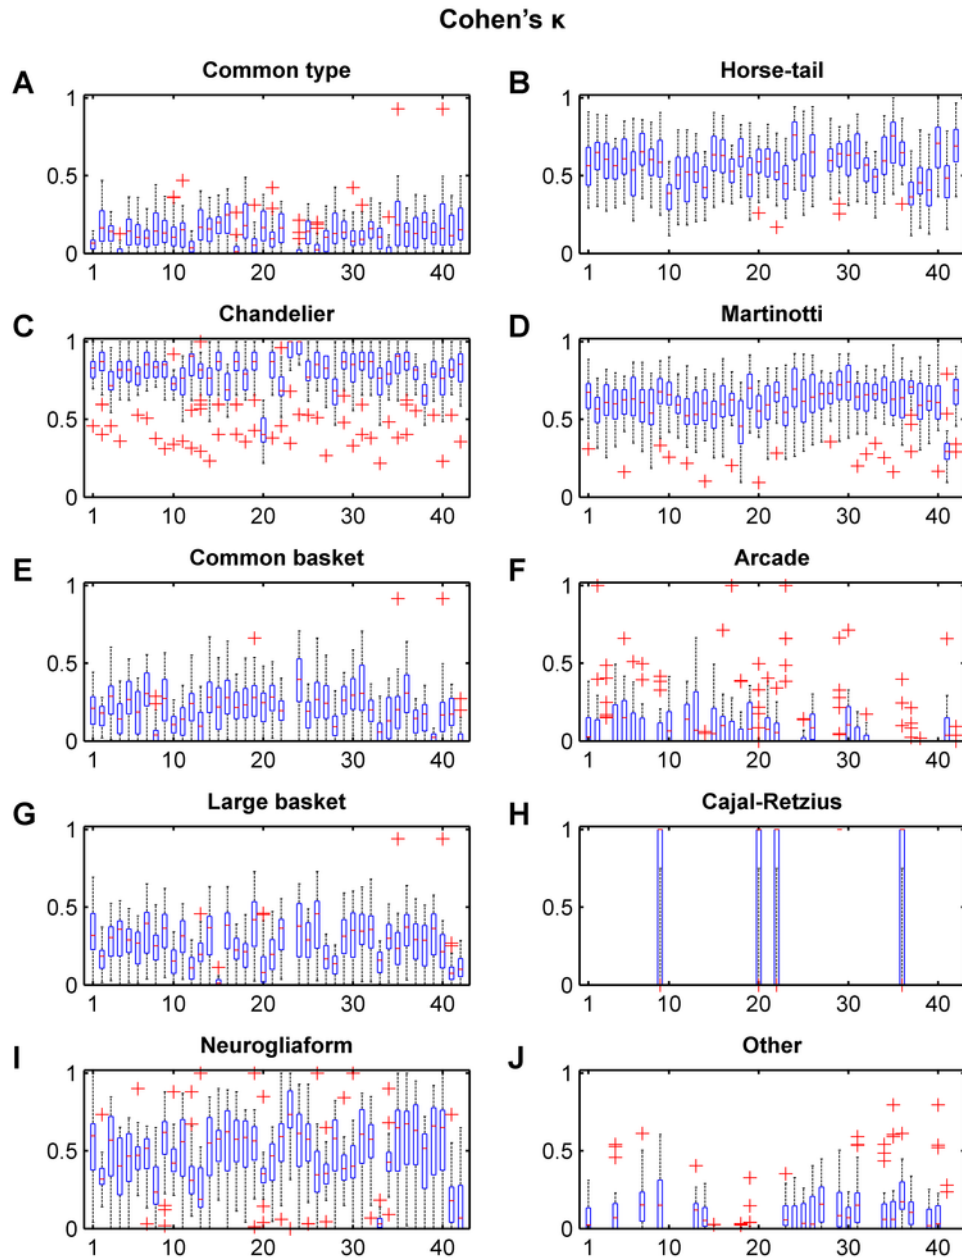 Cohen's κ
A Common type
B Horse-tail
1
0.5
0
1 10 20 30 40
1
0.5
0
1 10 20 30 40
C Chandelier
D Martinotti
1
0.5
0
1 10 20 30 40
1
0.5
0
1 10 20 30 40
E Common basket
F Arcade
1
0.5
0
1 10 20 30 40
1
0.5
0
1 10 20 30 40
G Large basket
H Cajal-Retzius
1
0.5
0
1 10 20 30 40
1
0.5
0
1 10 20 30 40
I Neurogliaform
J Other
1
0.5
0
1 10 20 30 40
1
0.5
0
1 10 20 30 40